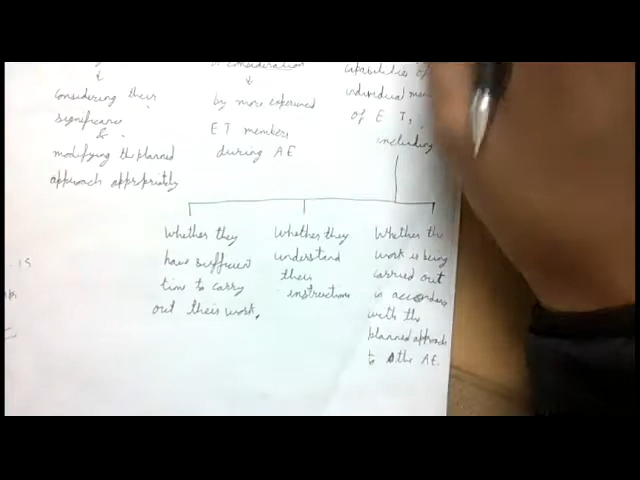 consideration
capabilities of
considering their
significance
&
modifying the planned
approach appropriately
by more experienced
E T members
during A E
individual
of E T,
including
Whether they
have sufficient
time to carry
out their work.
Whether they
understand
their
instructions
Whether the
work is being
carried out
in accordance
with the
planned approach
to the AE.